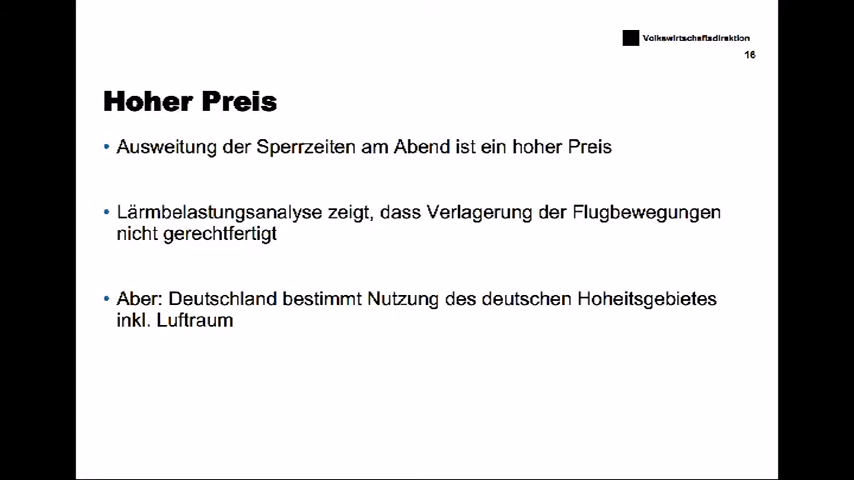 Volkswirtschaftsdirektion
16
Hoher Preis
• Ausweitung der Sperrzeiten am Abend ist ein hoher Preis
• Lärmbelastungsanalyse zeigt, dass Verlagerung der Flugbewegungen
nicht gerechtfertigt
• Aber: Deutschland bestimmt Nutzung des deutschen Hoheitsgebietes
inkl. Luftraum